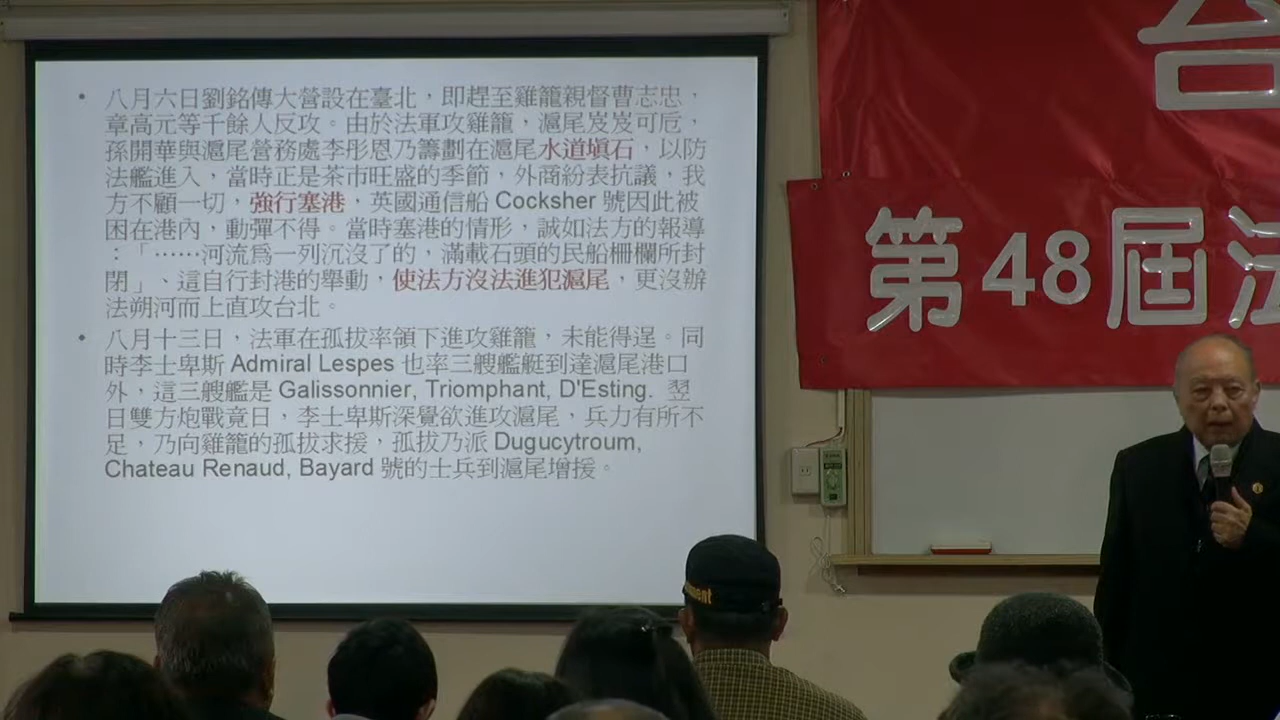 • 八月六日劉銘傳大營設在臺北，即趕至雞籠親督曹志忠，
章高元等千餘人反攻。由於法軍攻雞籠，滬尾岌岌可危，
孫開華與滬尾營務處李彤恩乃籌劃在滬尾水道塡石，以防
法艦進入，當時正是茶市旺盛的季節，外商紛表抗議，我
方不顧一切，強行塞港，英國通信船 Cocksher 號因此被
困在港內，動彈不得。當時塞港的情形，誠如法方的報導
：「……河流爲一列沉沒了的，滿載石頭的民船柵欄所封
閉」、這自行封港的舉動，使法方沒法進犯滬尾，更沒辦
法朔河而上直攻台北。
• 八月十三日，法軍在孤拔率領下進攻雞籠，未能得逞。同
時李士卑斯 Admiral Lespes 也率三艘艦艇到達滬尾港口
外，這三艘艦是 Galissonnier, Triomphant, D'Esting. 翌
日雙方炮戰竟日，李士卑斯深覺欲進攻滬尾，兵力有所不
足，乃向雞籠的孤拔求援，孤拔乃派 Dugucytroum,
Chateau Renaud, Bayard 號的士兵到滬尾增援。
台
第48屆法